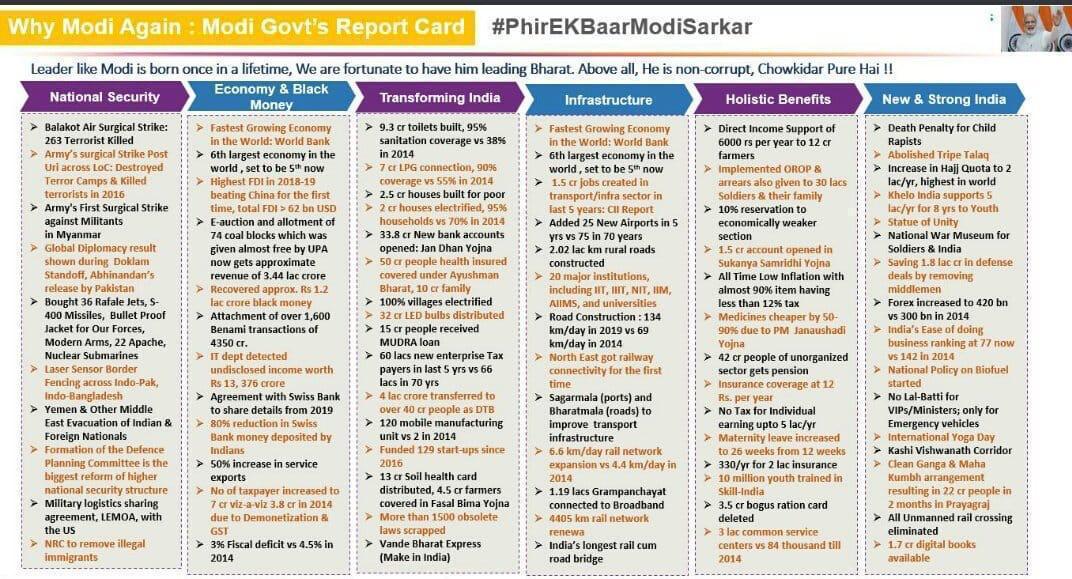 Why Modi Again : Modi Govt's Report Card #PhirEKBaarModiSarkar
Leader like Modi is born once in a lifetime, We are fortunate to have him leading Bharat. Above all, He is non-corrupt, Chowkidar Pure Hai !!
National Security
Balakot Air Surgical Strike:
263 Terrorist Killed
Army's surgical Strike Post
Uri across LoC: Destroyed
Terror Camps & Killed
terrorists in 2016
Army's First Surgical Strike
against Militants
in Myanmar
Global Diplomacy result
shown during Doklam
Standoff, Abhinandan's
release by Pakistan
Bought 36 Rafale Jets, S-
400 Missiles, Bullet Proof
Jacket for Our Forces,
Modern Arms, 22 Apache,
Nuclear Submarines
Laser Sensor Border
Fencing across Indo-Pak,
Indo-Bangladesh
Yemen & Other Middle
East Evacuation of Indian &
Foreign Nationals
Formation of the Defence
Planning Committee is the
biggest reform of higher
national security structure
Military logistics sharing
agreement, LEMOA, with
the US
NRC to remove illegal
immigrants
Economy & Black
Money
Fastest Growing Economy
in the World: World Bank
6th largest economy in the
world , set to be 5th now
Highest FDI in 2018-19
beating China for the first
time, total FDI > 62 bn USD
E-auction and allotment of
74 coal blocks which was
given almost free by UPA
now gets approximate
revenue of 3.44 lac crore
Recovered approx. Rs 1.2
lac crore black money
Attachment of over 1,600
Benami transactions of
4350 cr.
IT dept detected
undisclosed income worth
Rs 13, 376 crore
Agreement with Swiss Bank
to share details from 2019
80% reduction in Swiss
Bank money deposited by
Indians
50% increase in service
exports
No of taxpayer increased to
7 cr viz-a-viz 3.8 cr in 2014
due to Demonetization &
GST
3% Fiscal deficit vs 4.5% in
2014
Transforming India
9.3 cr toilets built, 95%
sanitation coverage vs 38%
in 2014
7 cr LPG connection, 90%
coverage vs 55% in 2014
2.5 cr houses built for poor
2 cr houses electrified, 95%
households vs 70% in 2014
33.8 cr New bank accounts
opened: Jan Dhan Yojna
50 cr people health insured
covered under Ayushman
Bharat, 10 cr family
100% villages electrified
32 cr LED bulbs distributed
15 cr people received
MUDRA loan
60 lacs new enterprise Tax
payers in last 5 yrs vs 66
lacs in 70 yrs
4 lac crore transferred to
over 40 cr people as DTB
120 mobile manufacturing
unit vs 2 in 2014
Funded 129 start-ups since
2016
13 cr Soil health card
distributed, 4.5 cr farmers
covered in Fasal Bima Yojna
More than 1500 obsolete
laws scrapped
Vande Bharat Express
(Make in India)
Infrastructure
Fastest Growing Economy
in the World: World Bank
6th largest economy in the
world , set to be 5th now
1.5 cr jobs created in
transport/infra sector in
last 5 years: CII Report
Added 25 New Airports in 5
yrs vs 75 in 70 years
2.02 lac km rural roads
constructed
20 major institutions,
including IIT, IIIT, NIT, IIM,
AIIMS, and universities
Road Construction : 134
km/day in 2019 vs 69
km/day in 2014
North East got railway
connectivity for the first
time
Sagarmala (ports) and
Bharatmala (roads) to
improve transport
infrastructure
6.6 km/day rail network
expansion vs 4.4 km/day in
2014
1.19 lacs Grampanchayat
connected to Broadband
4405 km rail network
renewa
India's longest rail cum
road bridge
Holistic Benefits
Direct Income Support of
6000 rs per year to 12 cr
farmers
Implemented OROP &
arrears also given to 30 lacs
Soldiers & their family
10% reservation to
economically weaker
section
1.5 cr account opened in
Sukanya Samridhi Yojna
All Time Low Inflation with
almost 90% item having
less than 12% tax
Medicines cheaper by 50-
90% due to PM Janaushadi
Yojna
42 cr people of unorganized
sector gets pension
Insurance coverage at 12
Rs. per year
No Tax for Individual
earning upto 5 lac/yr
Maternity leave increased
to 26 weeks from 12 weeks
330/yr for 2 lac insurance
10 million youth trained in
Skill-India
3.5 cr bogus ration card
deleted
3 lac common service
centers vs 84 thousand till
2014
New & Strong India
Death Penalty for Child
Rapists
Abolished Tripe Talaq
Increase in Hajj Quota to 2
lac/yr, highest in world
Khelo India supports 5
lac/yr for 8 yrs to Youth
Statue of Unity
National War Museum for
Soldiers & India
Saving 1.8 lac cr in defense
deals by removing
middlemen
Forex increased to 420 bn
vs 300 bn in 2014
India's Ease of doing
business ranking at 77 now
vs 142 in 2014
National Policy on Biofuel
started
No Lal-Batti for
VIPs/Ministers; only for
Emergency vehicles
International Yoga Day
Kashi Vishwanath Corridor
Clean Ganga & Maha
Kumbh arrangement
resulting in 22 cr people in
2 months in Prayagraj
All Unmanned rail crossing
eliminated
1.7 cr digital books
available